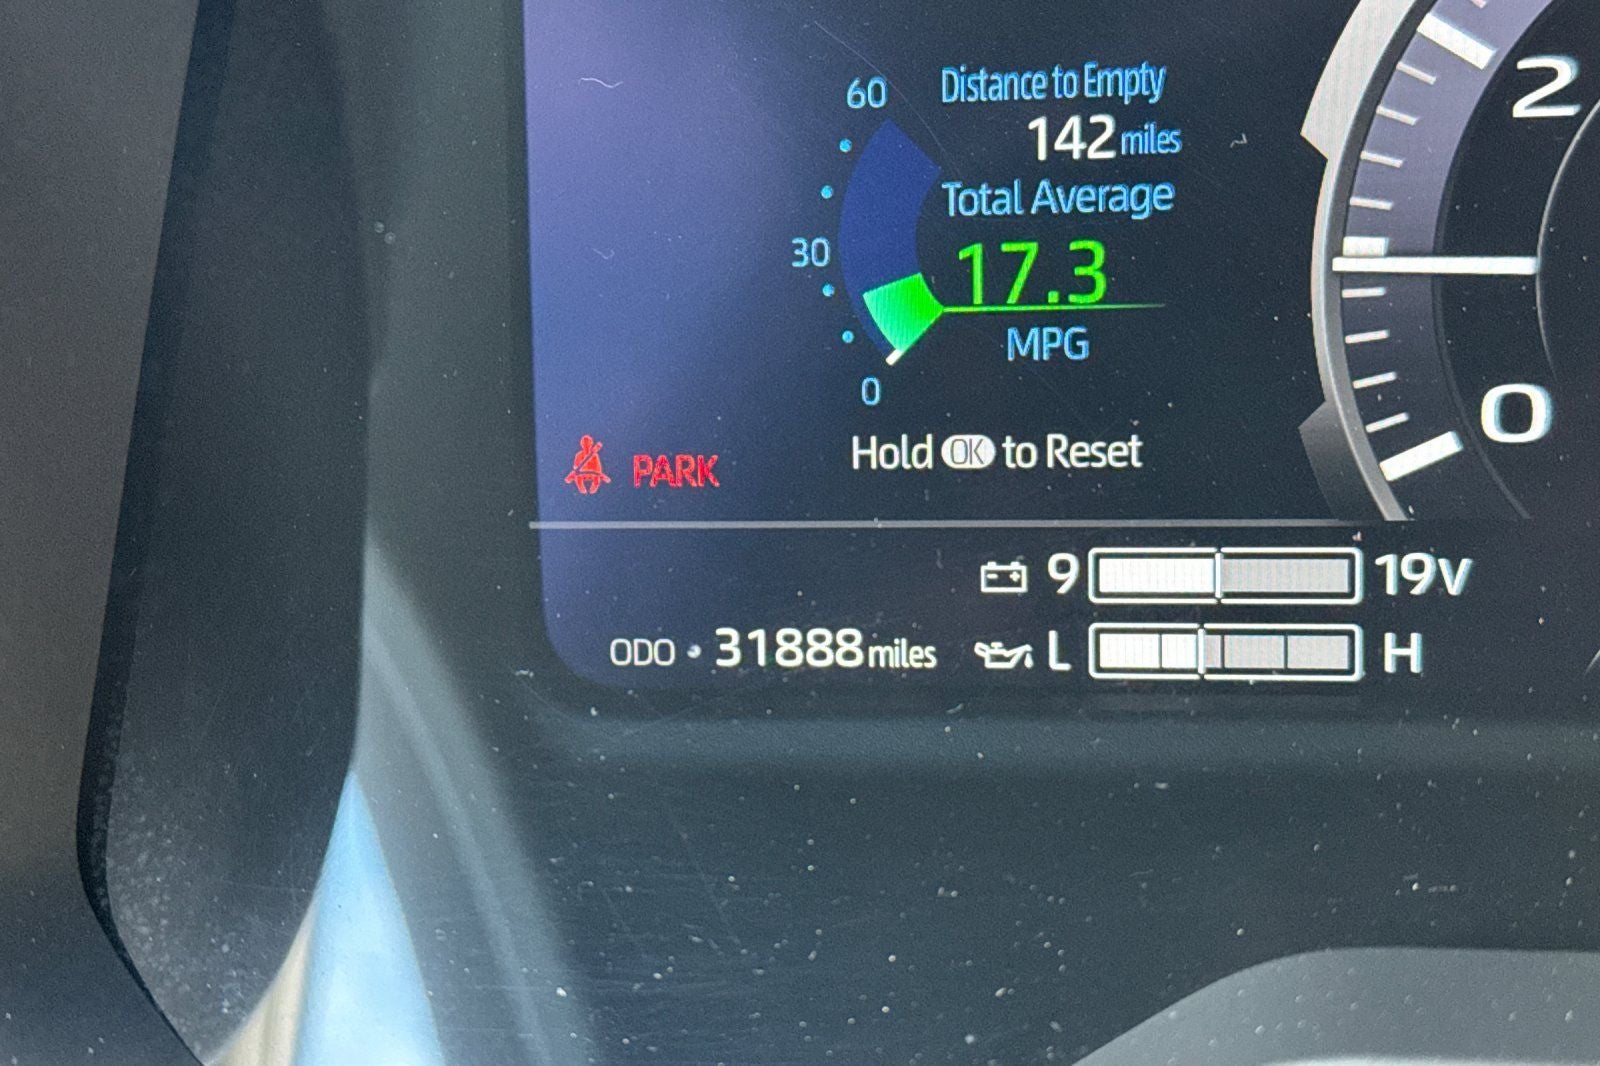 60
Distance to Empty
142 miles
Total Average
30
17.3
MPG
0
Hold OK to Reset
PARK
2
0
9 19V
ODO 31888 miles
L H